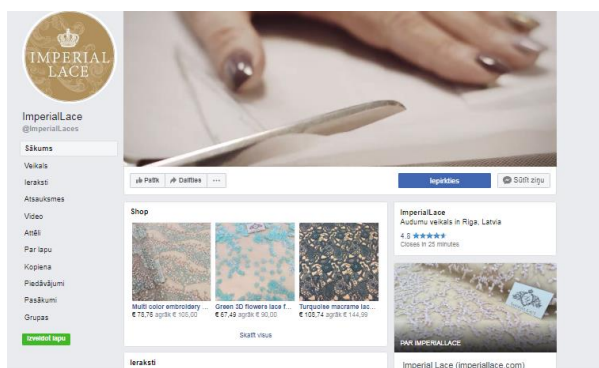 IMPERIAL
LACE
ImperialLace
@ImperialLaces
Sākums
Veikals
Ieraksti
Atsauksmes
Video
Attēli
Par lapu
Kopiena
Piedāvājumi
Pasākumi
Grupas
Izveidot lapu
Patīk
Dalīties
Iepirkties
Sūtīt ziņu
Shop
Multi color embroidery ...
€ 78,76 agrāk € 105,00
Green 3D flowers lace f...
€ 67,49 agrāk € 90,00
Turquoise macrame lac...
€ 108,74 agrāk € 144,99
Skatīt visus
Ieraksti
ImperialLace
Audumu veikals in Riga, Latvia
4,8
Closes in 25 minutes
PAR IMPERIALLACE
Imperial Lace (imperiallace.com)